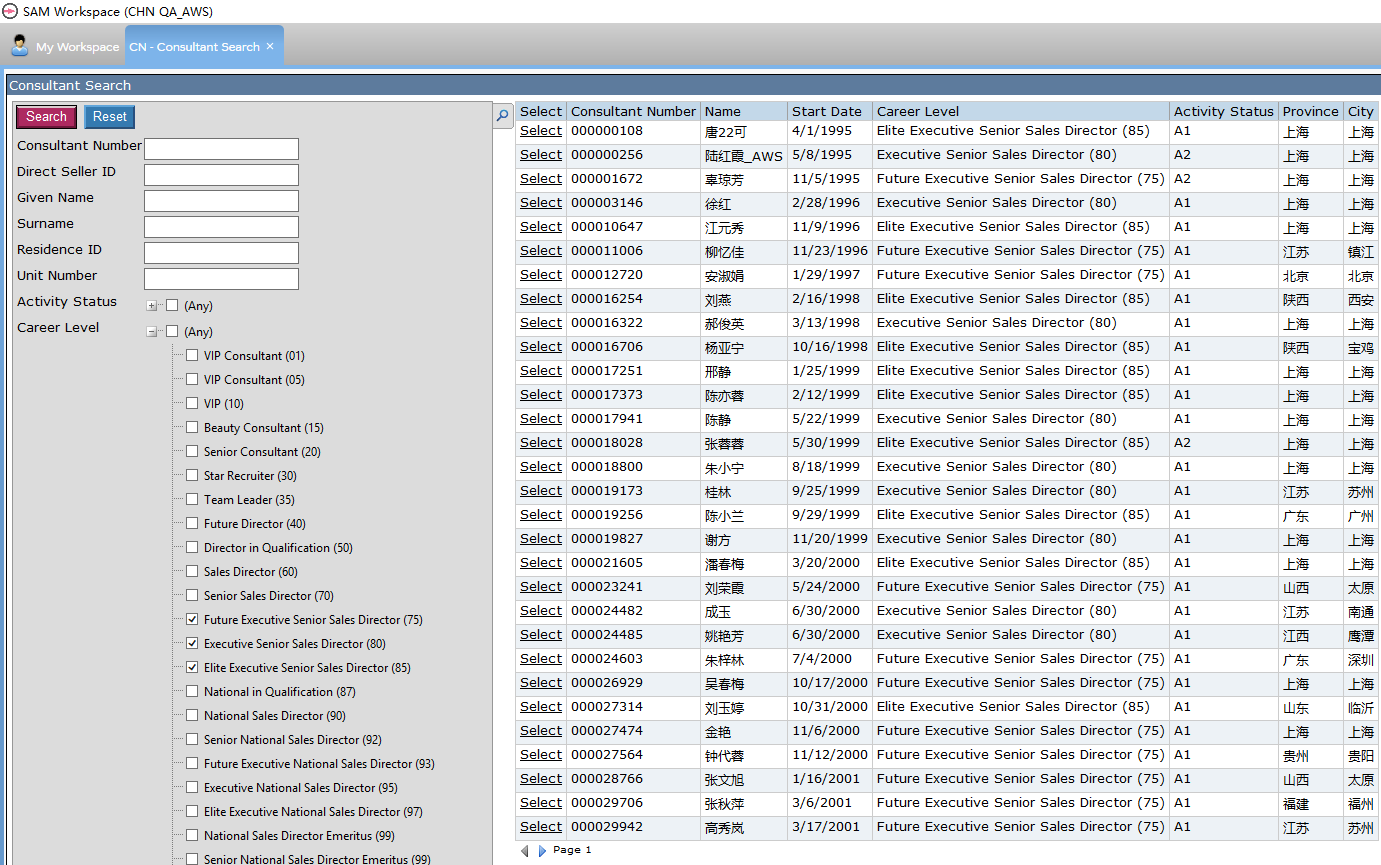 SAM Workspace (CHN QA_AWS)
My Workspace CN - Consultant Search ×
Consultant Search
Search Reset
Consultant Number
Direct Seller ID
Given Name
Surname
Residence ID
Unit Number
Activity Status (Any)
Career Level (Any)
VIP Consultant (01)
VIP Consultant (05)
VIP (10)
Beauty Consultant (15)
Senior Consultant (20)
Star Recruiter (30)
Team Leader (35)
Future Director (40)
Director in Qualification (50)
Sales Director (60)
Senior Sales Director (70)
Future Executive Senior Sales Director (75)
Executive Senior Sales Director (80)
Elite Executive Senior Sales Director (85)
National in Qualification (87)
National Sales Director (90)
Senior National Sales Director (92)
Future Executive National Sales Director (93)
Executive National Sales Director (95)
Elite Executive National Sales Director (97)
National Sales Director Emeritus (99)
Senior National Sales Director Emeritus (99)
Select Consultant Number Name Start Date Career Level Activity Status Province City
Select 000000108 唐22可 4/1/1995 Elite Executive Senior Sales Director (85) A1 上海 上海
Select 000000256 陆红霞_AWS 5/8/1995 Executive Senior Sales Director (80) A2 上海 上海
Select 000001672 辜琼芳 11/5/1995 Future Executive Senior Sales Director (75) A2 上海 上海
Select 000003146 徐红 2/28/1996 Executive Senior Sales Director (80) A1 上海 上海
Select 000010647 江元秀 11/9/1996 Elite Executive Senior Sales Director (85) A1 上海 上海
Select 000011006 柳忆佳 11/23/1996 Future Executive Senior Sales Director (75) A1 江苏 镇江
Select 000012720 安淑娟 1/29/1997 Future Executive Senior Sales Director (75) A1 北京 北京
Select 000016254 刘燕 2/16/1998 Elite Executive Senior Sales Director (85) A1 陕西 西安
Select 000016322 郝俊英 3/13/1998 Executive Senior Sales Director (80) A1 上海 上海
Select 000016706 杨亚宁 10/16/1998 Elite Executive Senior Sales Director (85) A1 陕西 宝鸡
Select 000017251 邢静 1/25/1999 Elite Executive Senior Sales Director (85) A1 上海 上海
Select 000017373 陈亦蓉 2/12/1999 Elite Executive Senior Sales Director (85) A1 上海 上海
Select 000017941 陈静 5/22/1999 Executive Senior Sales Director (80) A1 上海 上海
Select 000018028 张蓉蓉 5/30/1999 Elite Executive Senior Sales Director (85) A2 上海 上海
Select 000018800 朱小宁 8/18/1999 Executive Senior Sales Director (80) A1 上海 上海
Select 000019173 桂林 9/25/1999 Executive Senior Sales Director (80) A1 江苏 苏州
Select 000019256 陈小兰 9/29/1999 Elite Executive Senior Sales Director (85) A1 广东 广州
Select 000019827 谢方 11/20/1999 Executive Senior Sales Director (80) A1 上海 上海
Select 000021605 潘春梅 3/20/2000 Elite Executive Senior Sales Director (85) A1 上海 上海
Select 000023241 刘荣霞 5/24/2000 Future Executive Senior Sales Director (75) A1 山西 太原
Select 000024482 成玉 6/30/2000 Executive Senior Sales Director (80) A1 江苏 南通
Select 000024485 姚艳芳 6/30/2000 Executive Senior Sales Director (80) A1 江西 鹰潭
Select 000024603 朱梓林 7/4/2000 Future Executive Senior Sales Director (75) A1 广东 深圳
Select 000026929 吴春梅 10/17/2000 Future Executive Senior Sales Director (75) A1 上海 上海
Select 000027314 刘玉婷 10/31/2000 Elite Executive Senior Sales Director (85) A1 山东 临沂
Select 000027474 金艳 11/6/2000 Future Executive Senior Sales Director (75) A1 上海 上海
Select 000027564 钟代蓉 11/12/2000 Future Executive Senior Sales Director (75) A1 贵州 贵阳
Select 000028766 张文旭 1/16/2001 Future Executive Senior Sales Director (75) A1 山西 太原
Select 000029706 张秋萍 3/6/2001 Future Executive Senior Sales Director (75) A1 福建 福州
Select 000029942 高秀岚 3/17/2001 Future Executive Senior Sales Director (75) A1 江苏 苏州
Page 1